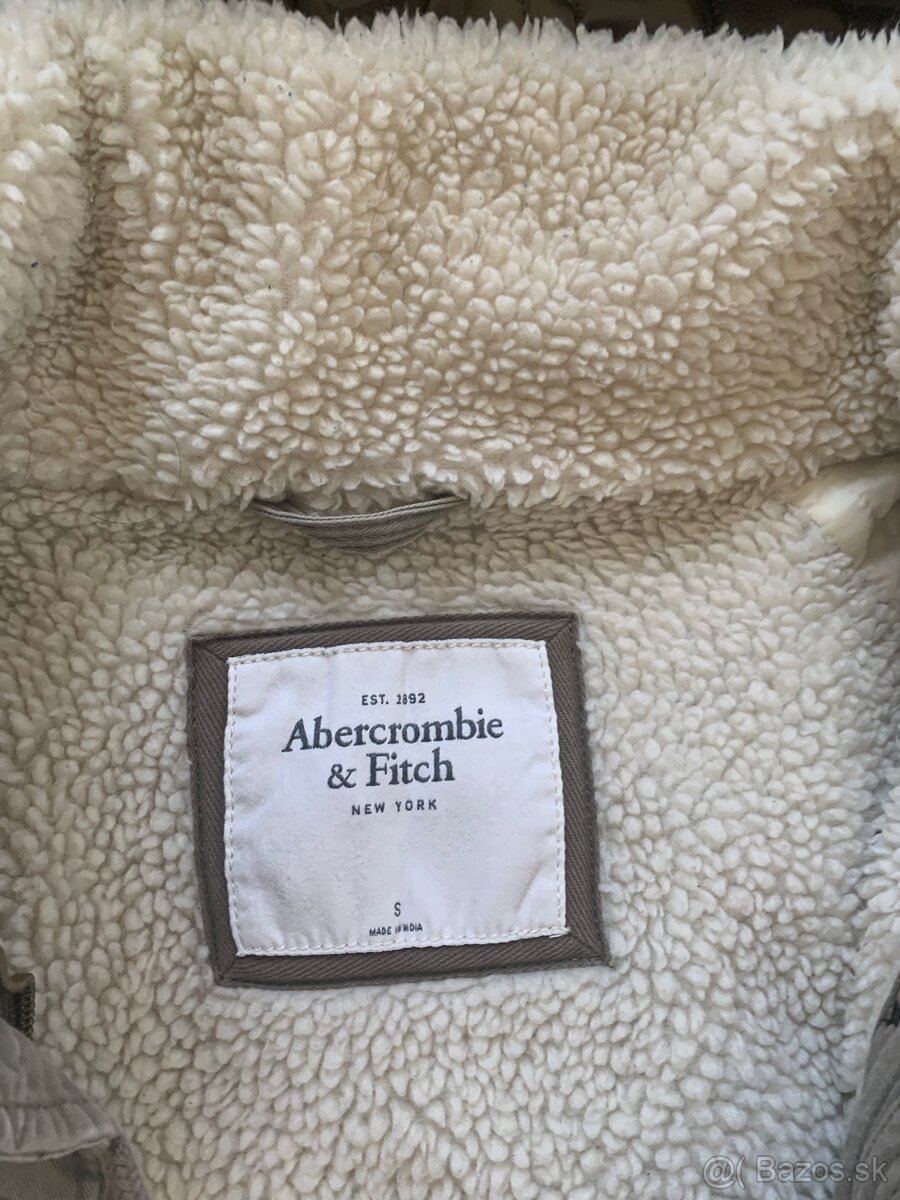 EST. 1892
Abercrombie
& Fitch
NEW YORK
S
MADE IN INDIA
@( Bazos.sk